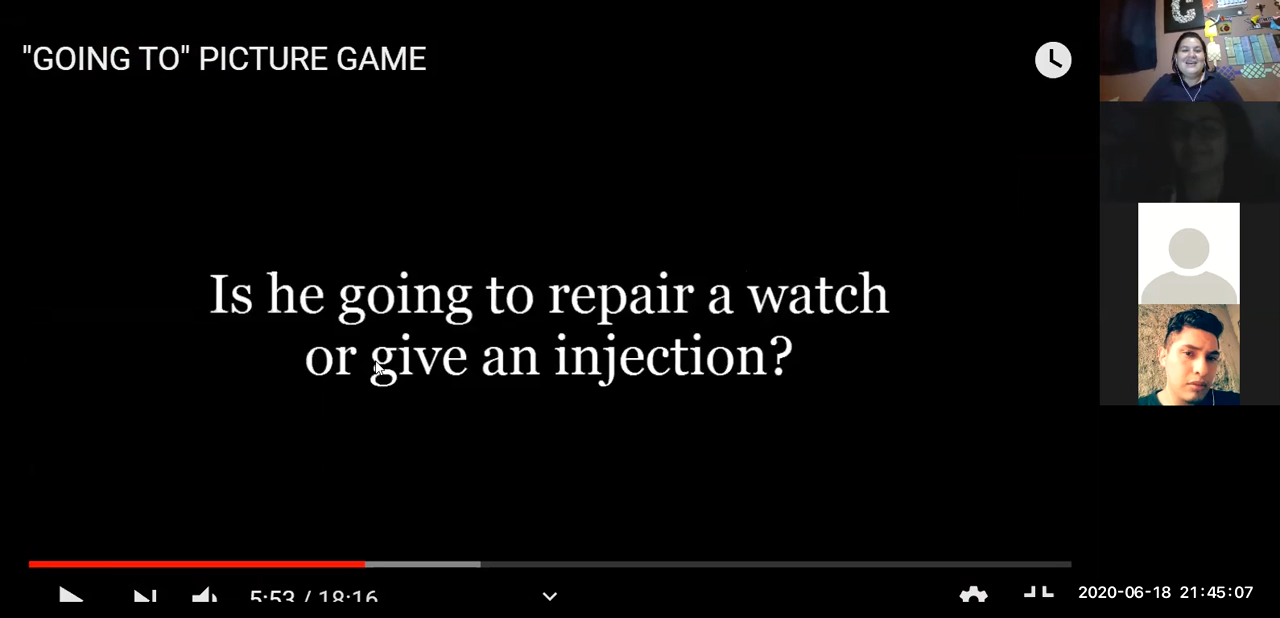 "GOING TO" PICTURE GAME
C
Is he going to repair a watch
or give an injection?
5:53 / 18:16
2020-06-18 21:45:07